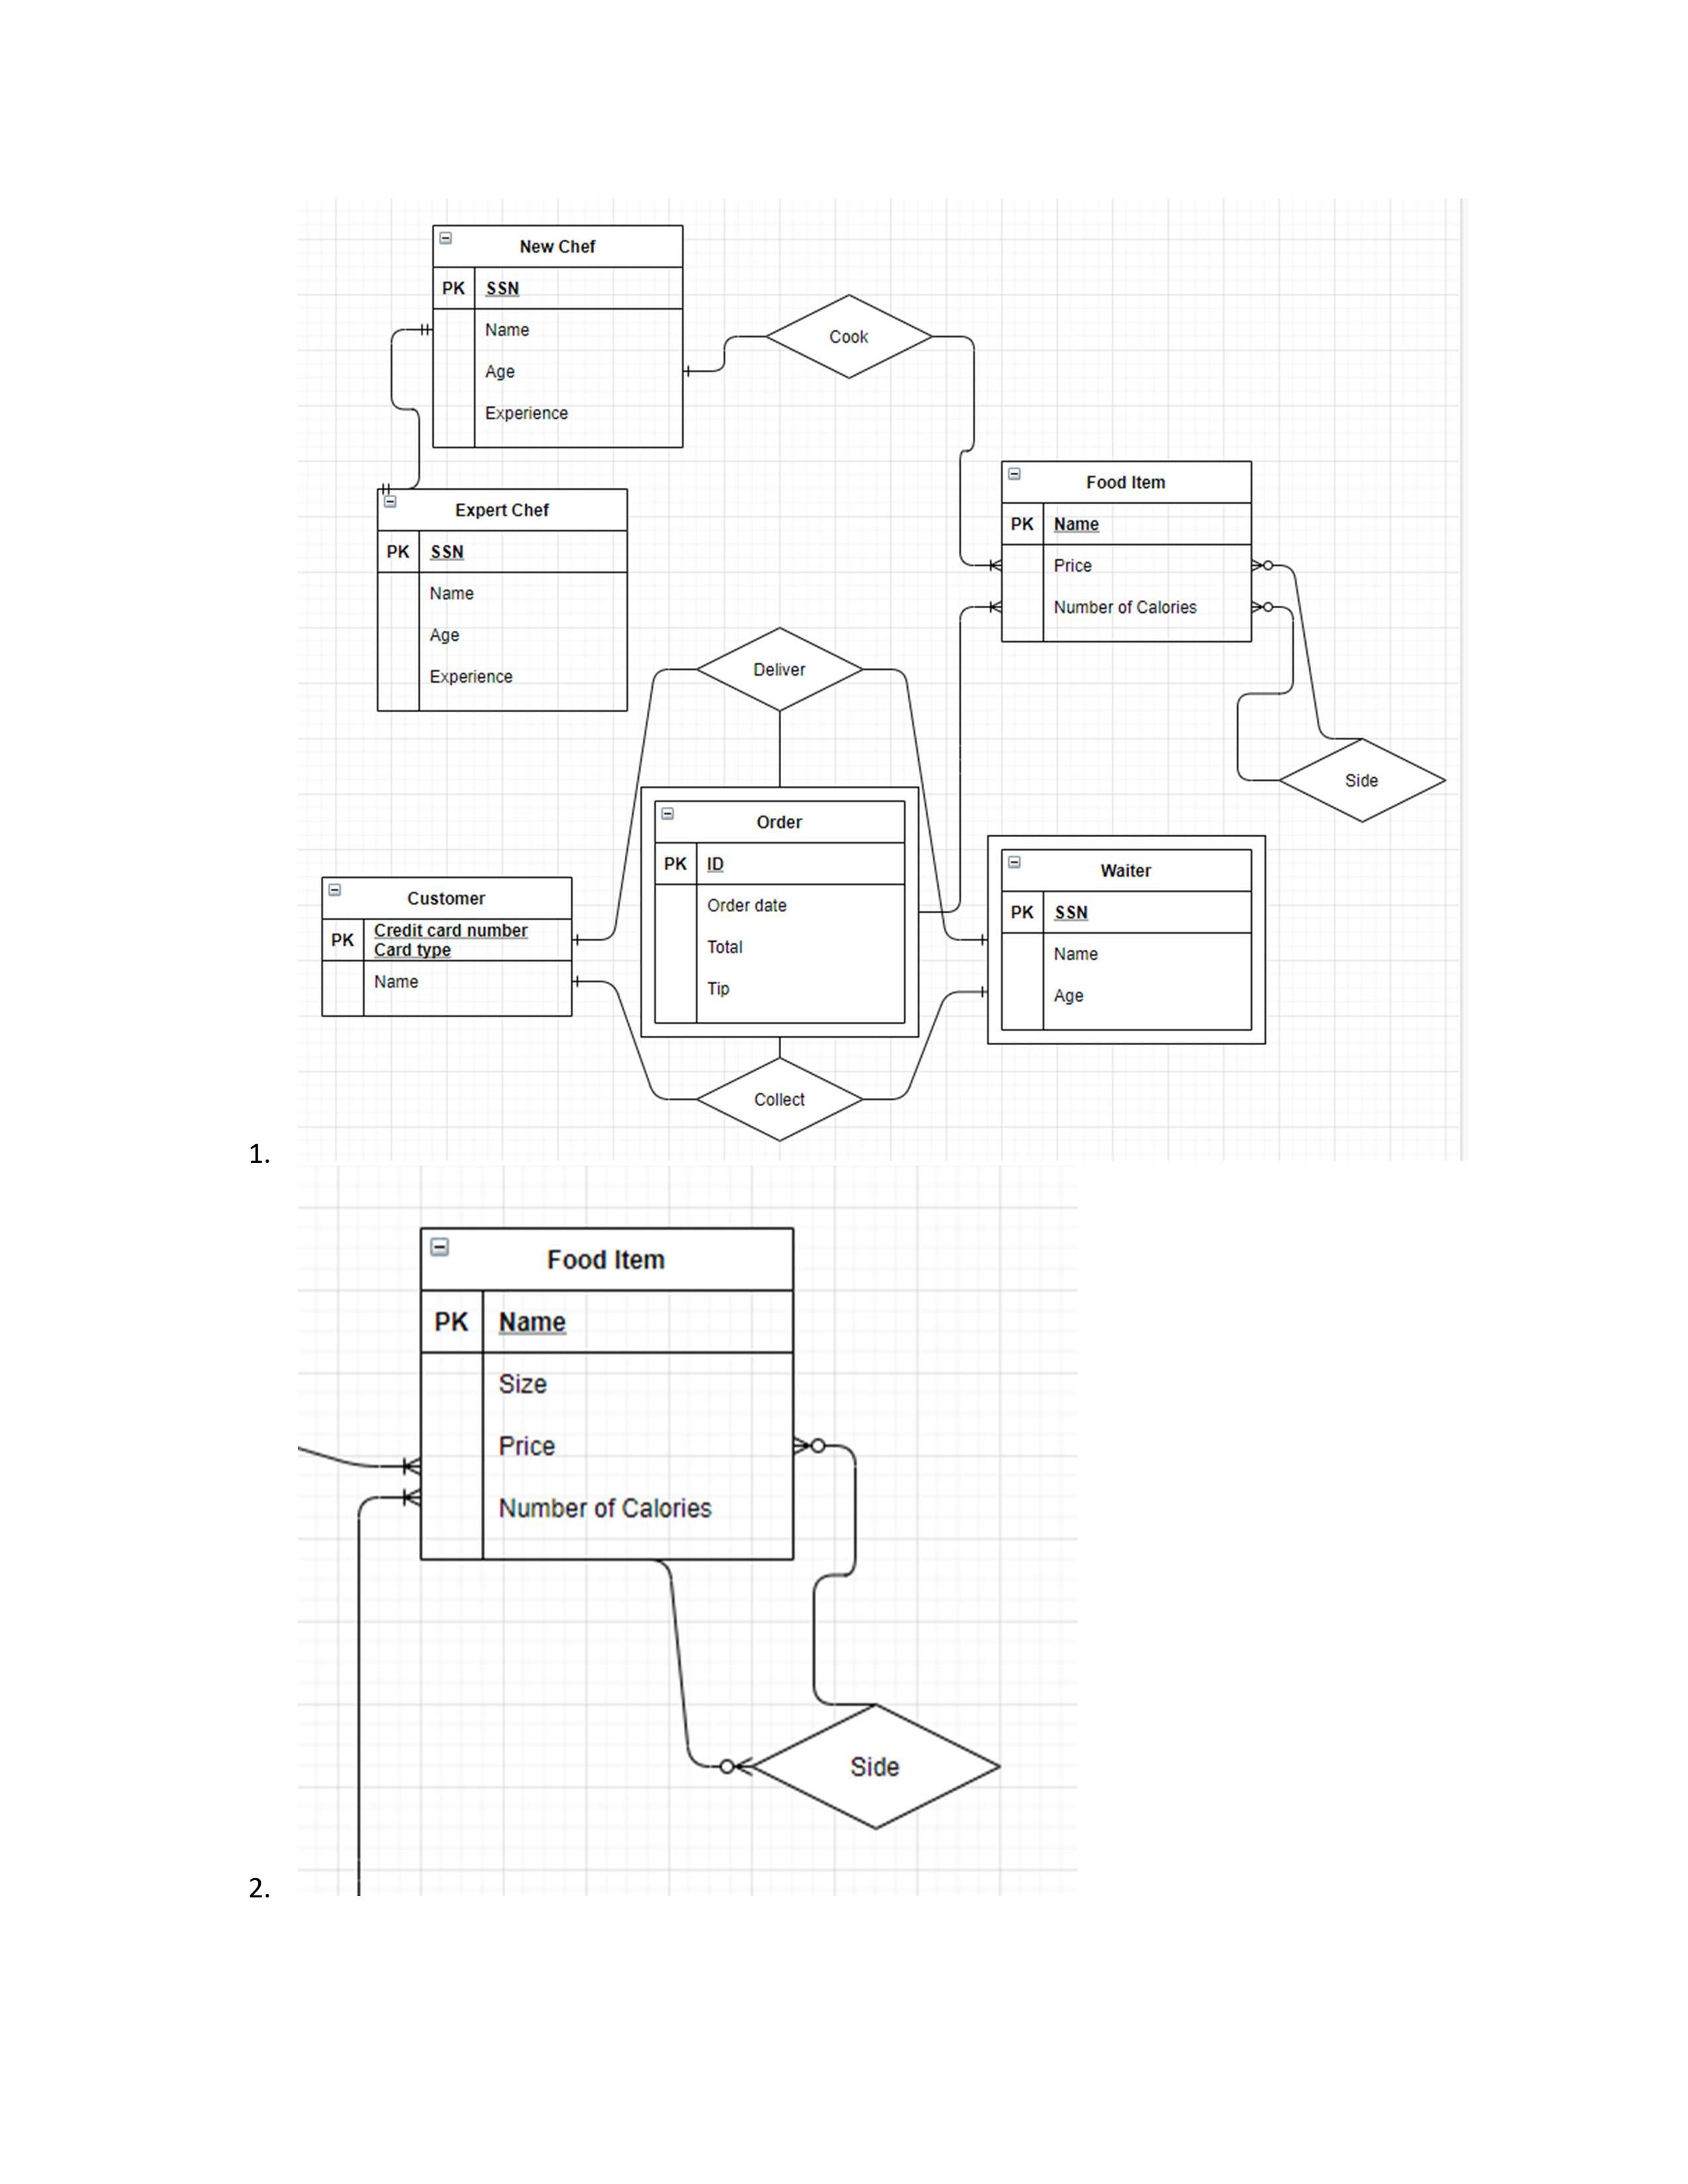 New Chef
PK SSN
Name
Age
Experience
Cook
Expert Chef
PK SSN
Name
Age
Experience
Food Item
PK Name
Price
Number of Calories
Deliver
Side
Order
PK ID
Order date
Total
Tip
Customer
PK Credit card number
Card type
Name
Waiter
PK SSN
Name
Age
Collect
1.
Food Item
PK Name
Size
Price
Number of Calories
Side
2.